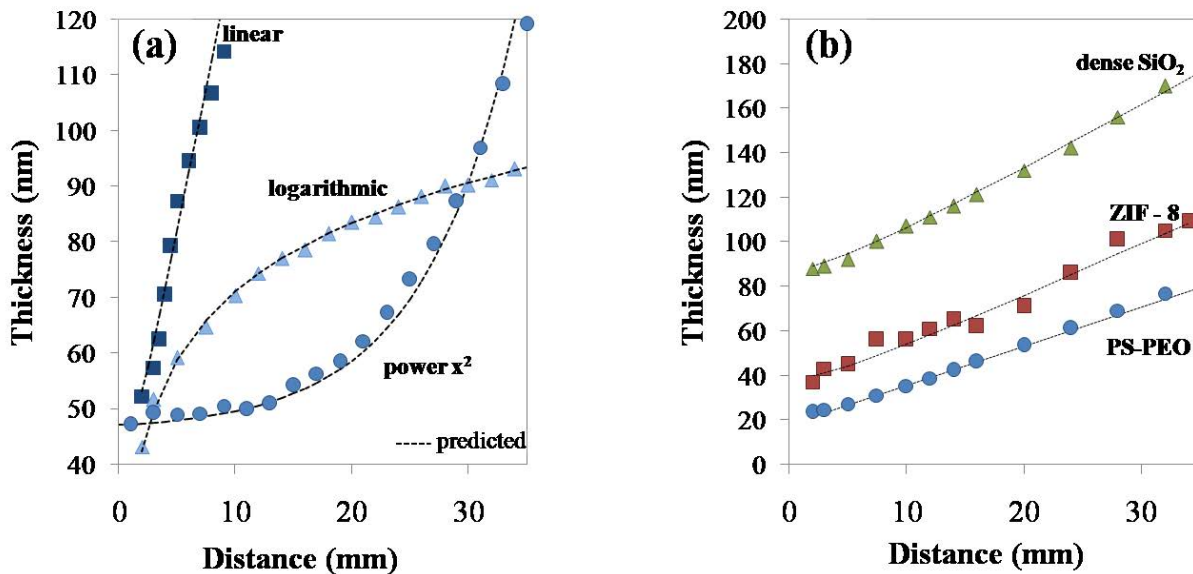 (a)
120
110
100
90
80
70
60
50
40
Thickness (nm)
linear
logarithmic
power x²
predicted
0 10 20 30
Distance (mm)
(b)
200
180
160
140
120
100
80
60
40
20
0
Thickness (nm)
dense SiO₂
ZIF - 8
PS-PEO
0 10 20 30
Distance (mm)